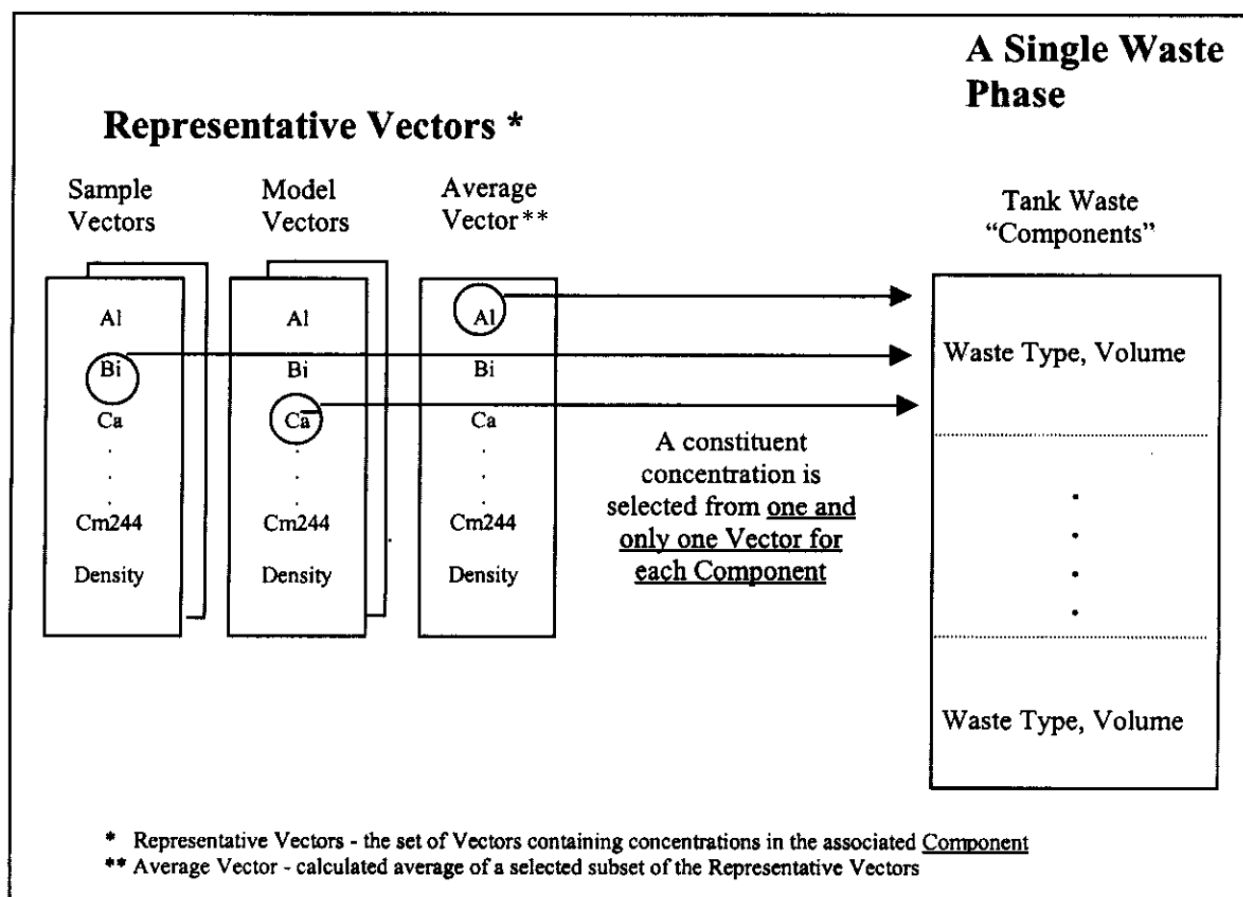 A Single Waste
Phase
Representative Vectors *
Sample
Vectors
Model
Vectors
Average
Vector**
Tank Waste
“Components”
Al
Bi
Ca
.
.
.
Cm244
Density
Al
Bi
Ca
.
.
.
Cm244
Density
Al
Bi
Ca
.
.
.
Cm244
Density
A constituent
concentration is
selected from one and
only one Vector for
each Component
Waste Type, Volume
.
.
.
.
Waste Type, Volume
* Representative Vectors - the set of Vectors containing concentrations in the associated Component
** Average Vector - calculated average of a selected subset of the Representative Vectors